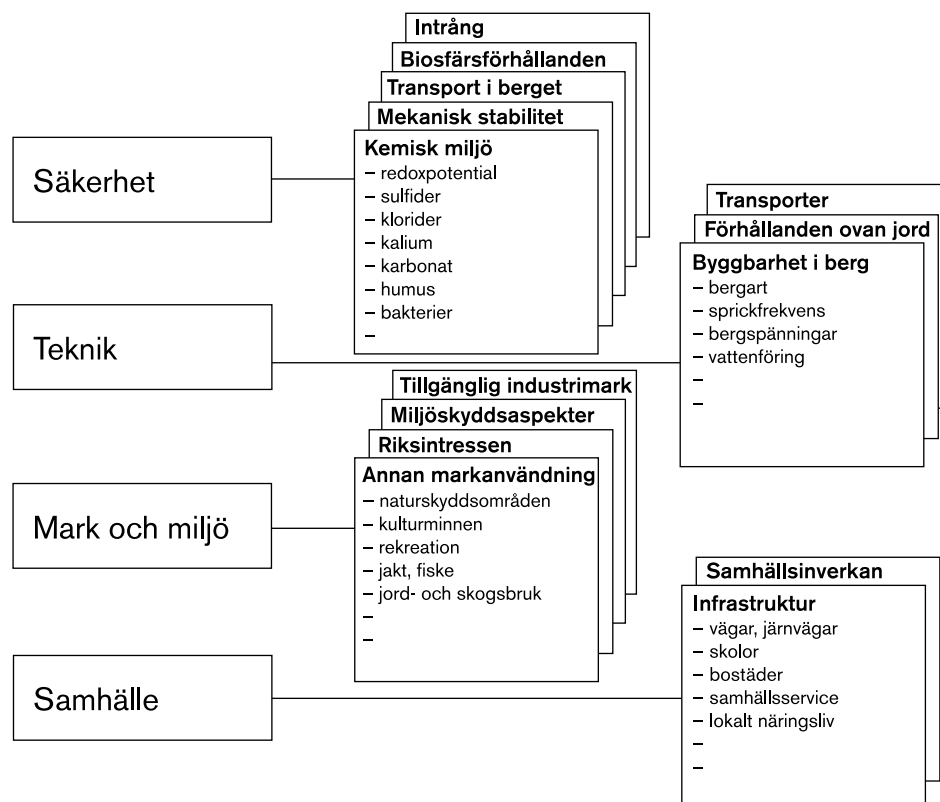 Säkerhet
Intrång
Biosfärsförhållanden
Transport i berget
Mekanisk stabilitet
Kemisk miljö
– redoxpotential
– sulfider
– klorider
– kalium
– karbonat
– humus
– bakterier
–
Teknik
Transporter
Förhållanden ovan jord
Byggbarhet i berg
– bergart
– sprickfrekvens
– bergspänningar
– vattenföring
–
–
Mark och miljö
Tillgänglig industrimark
Miljöskyddsaspekter
Riksintressen
Annan markanvändning
– naturskyddsområden
– kulturminnen
– rekreation
– jakt, fiske
– jord- och skogsbruk
–
–
Samhälle
Samhällsinverkan
Infrastruktur
– vägar, järnvägar
– skolor
– bostäder
– samhällsservice
– lokalt näringsliv
–
–